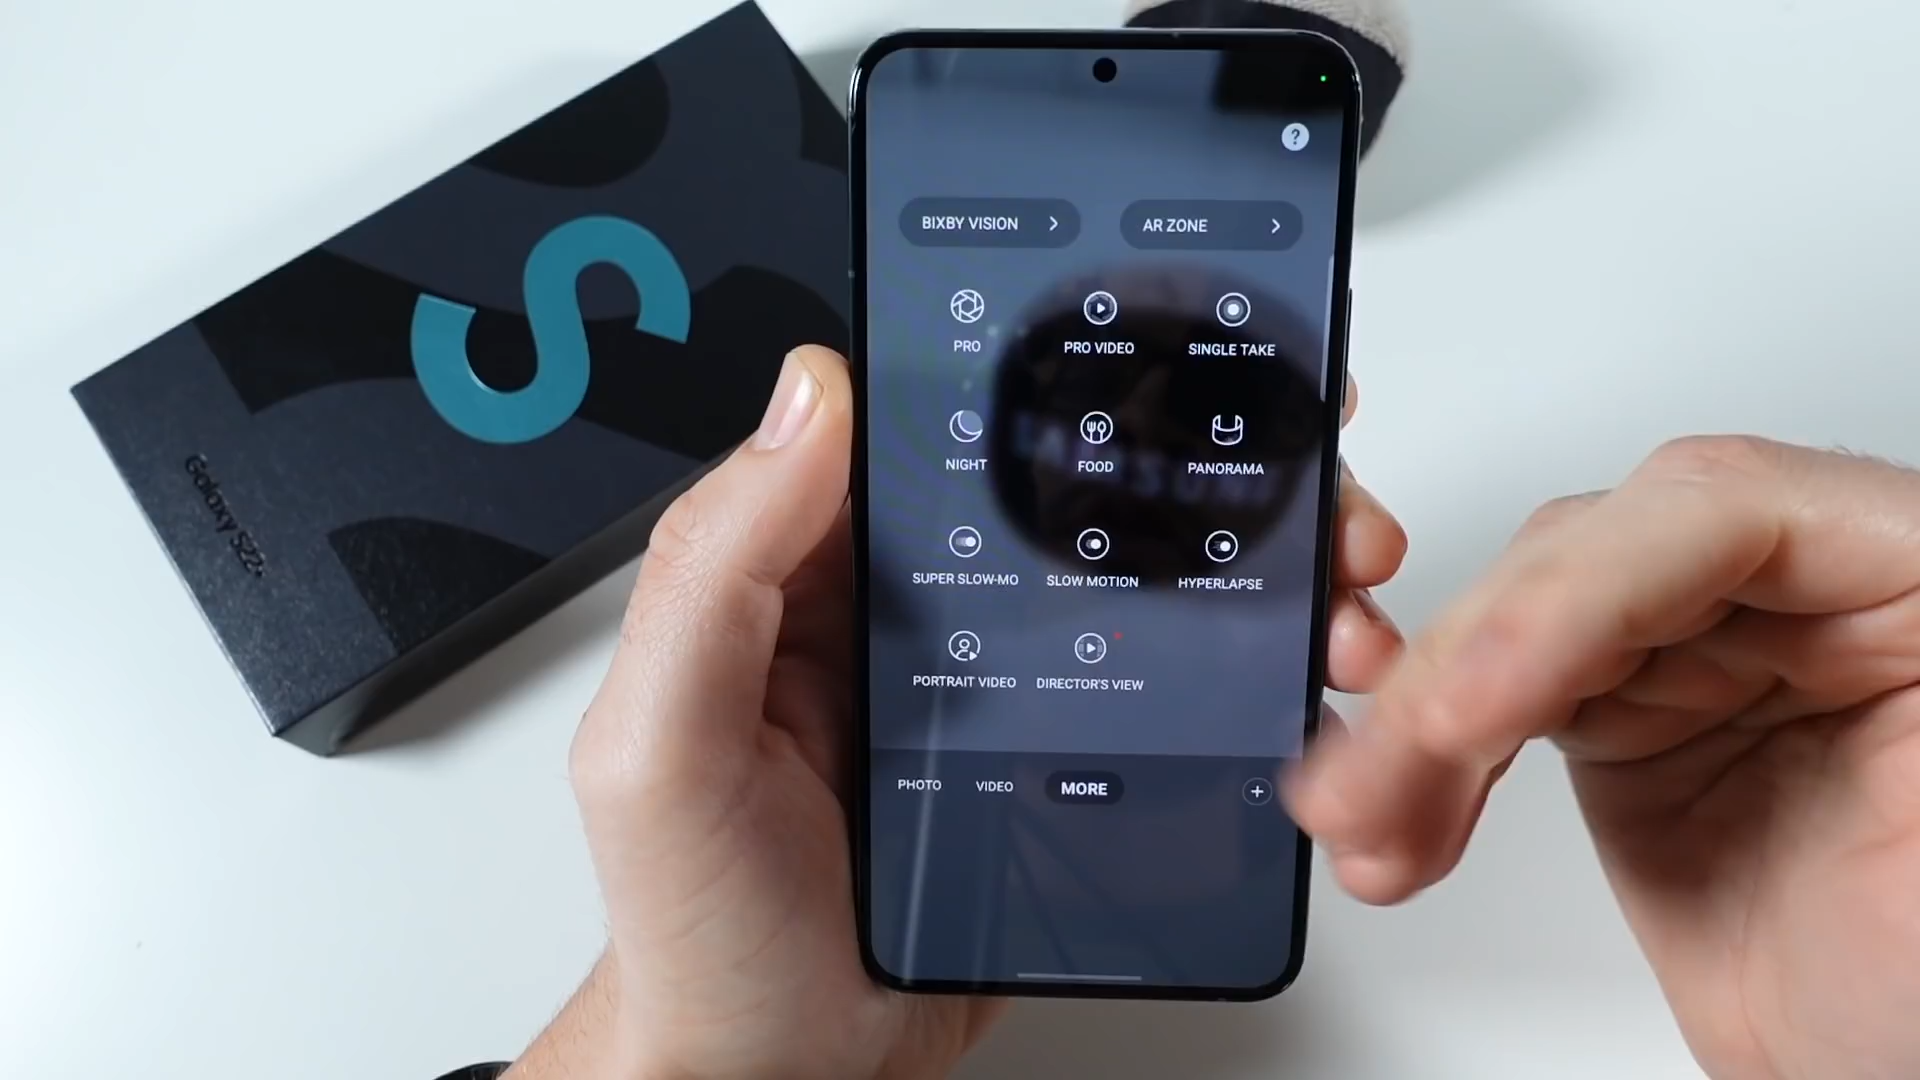 S
Galaxy S22+
?
BIXBY VISION >
AR ZONE >
PRO
PRO VIDEO
SINGLE TAKE
NIGHT
FOOD
PANORAMA
SUPER SLOW-MO
SLOW MOTION
HYPERLAPSE
PORTRAIT VIDEO
DIRECTOR'S VIEW
PHOTO
VIDEO
MORE
+